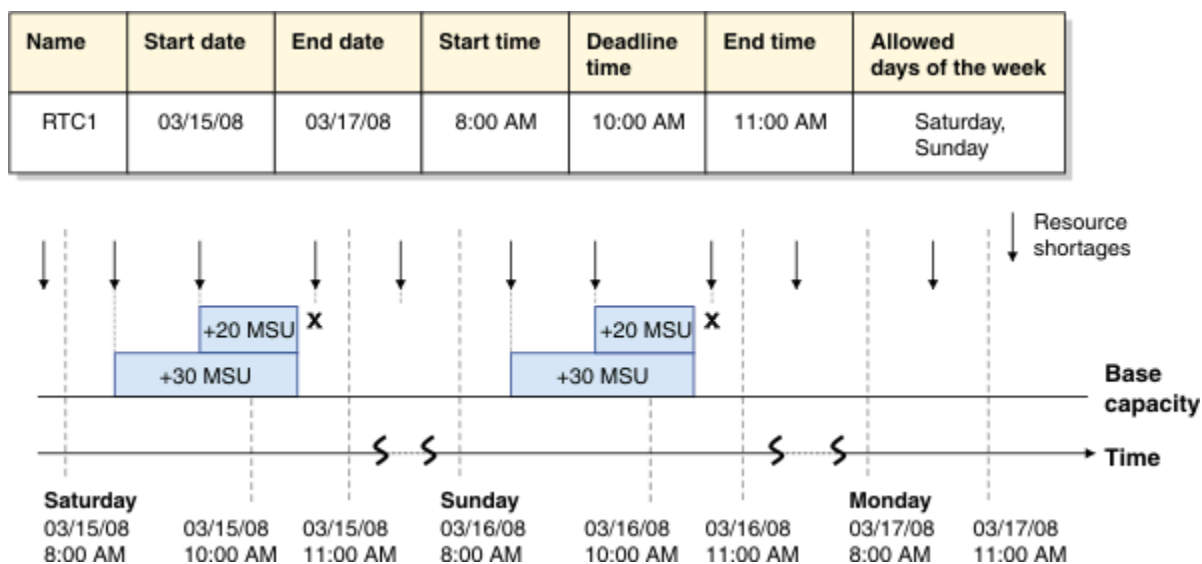 Name Start date End date Start time Deadline time End time Allowed days of the week
RTC1 03/15/08 03/17/08 8:00 AM 10:00 AM 11:00 AM Saturday, Sunday
Resource
shortages
+20 MSU x +20 MSU x
+30 MSU +30 MSU
Base
capacity
Time
Saturday Sunday Monday
03/15/08 03/15/08 03/15/08 03/16/08 03/16/08 03/16/08 03/17/08 03/17/08
8:00 AM 10:00 AM 11:00 AM 8:00 AM 10:00 AM 11:00 AM 8:00 AM 11:00 AM